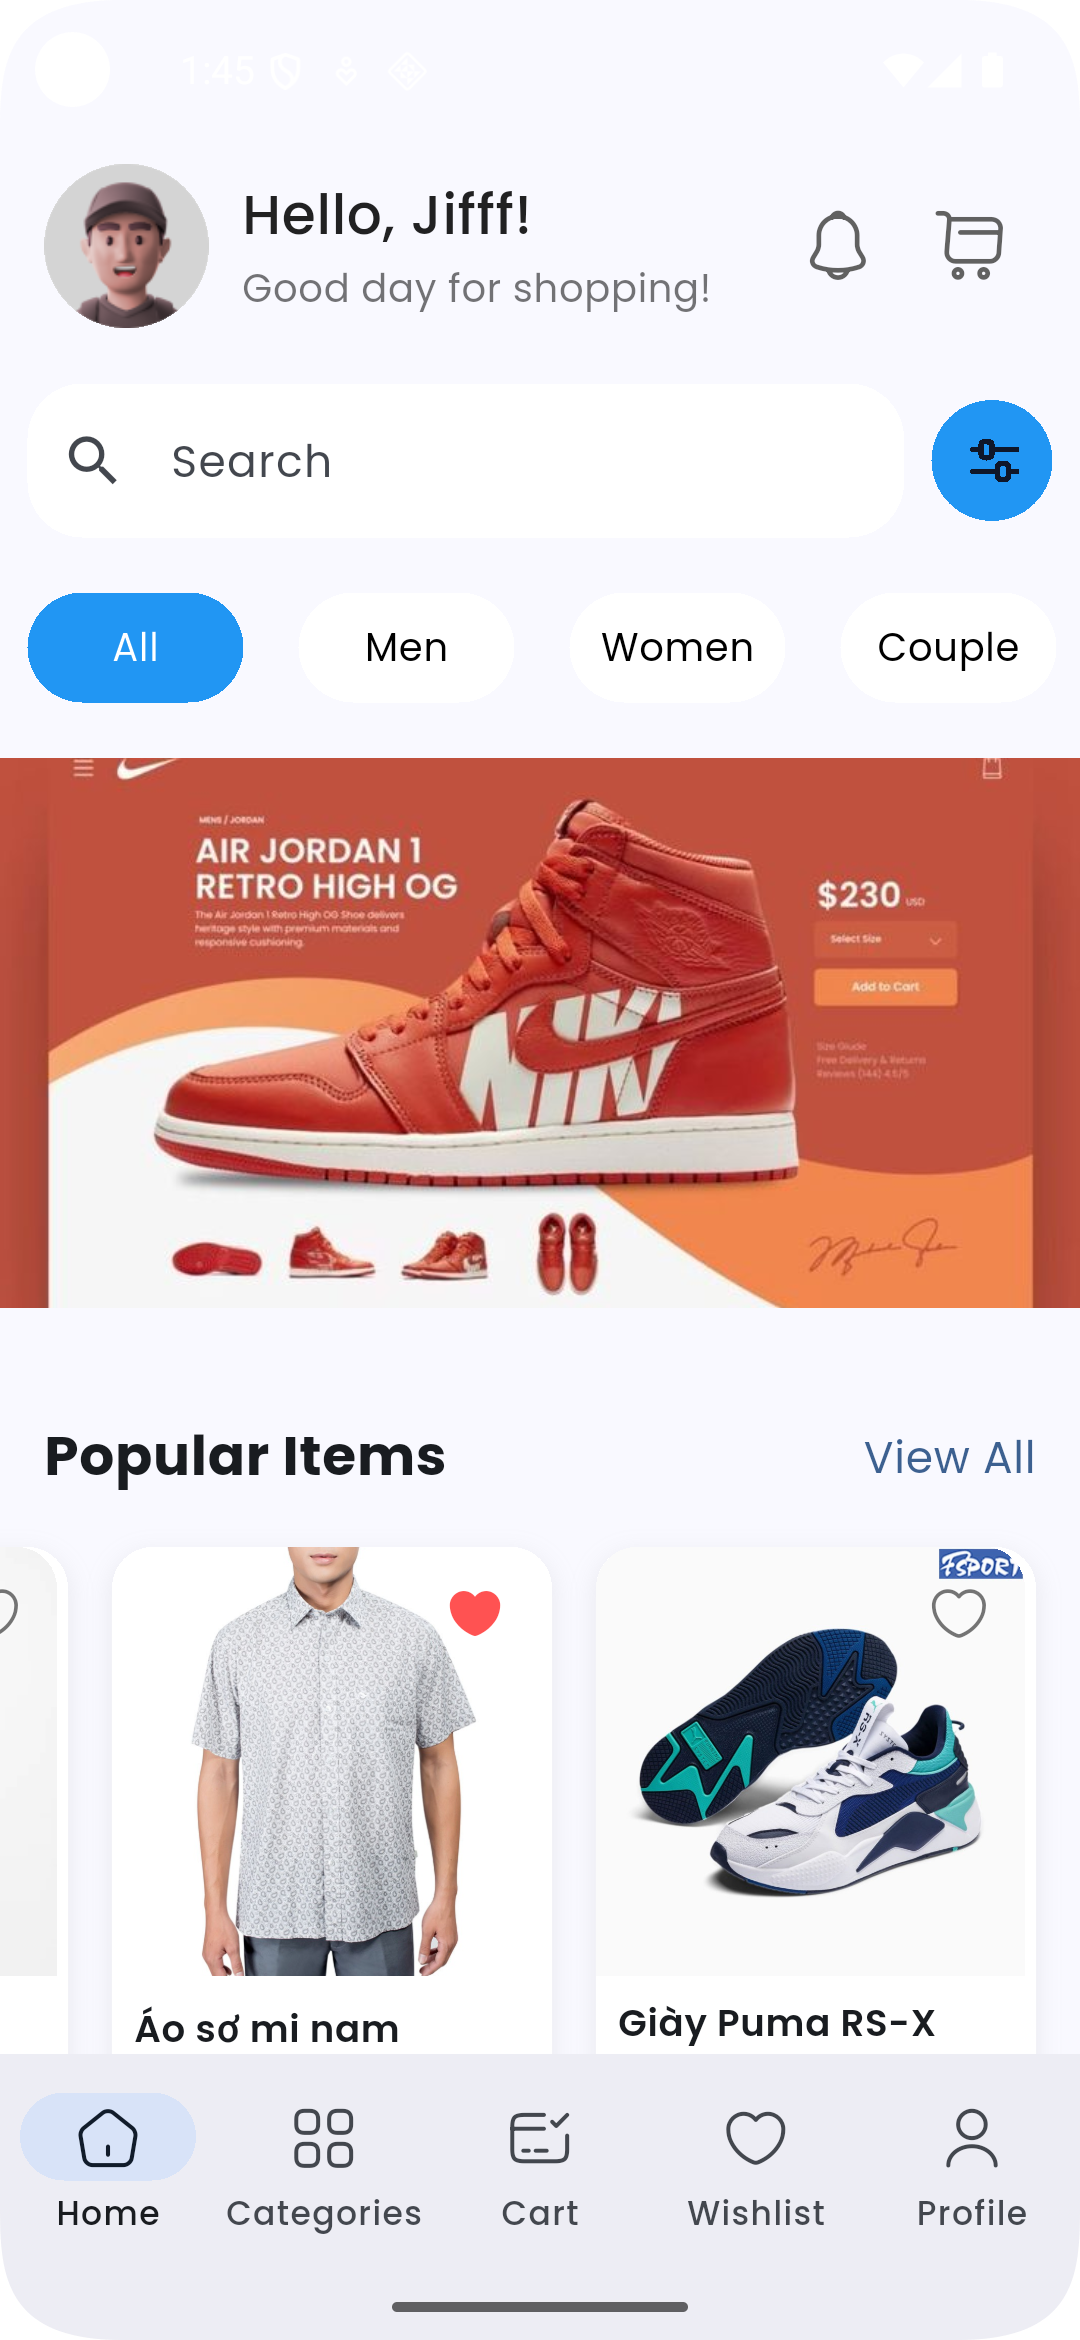 1:45
Hello, Jifff!
Good day for shopping!
Search
All
Men
Women
Couple
MENS / JORDAN
AIR JORDAN 1
RETRO HIGH OG
The Air Jordan 1 Retro High OG Shoe delivers
heritage style with premium materials and
responsive cushioning.
$230 USD
Select Size
Add to Cart
Size Giude
Free Delivery & Returns
Reviews (144) 4.5/5
Popular Items
View All
FSPORT
RS-X
Áo sơ mi nam
Giày Puma RS-X
Home
Categories
Cart
Wishlist
Profile